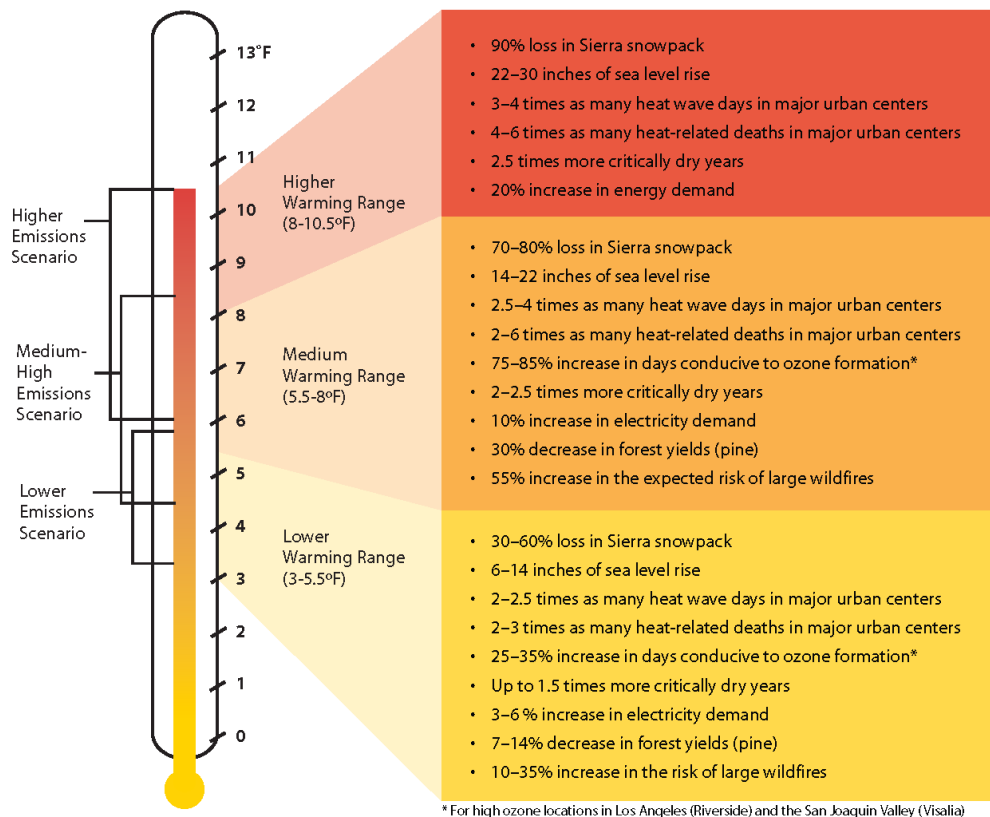 13°F
12
11
10
9
8
7
6
5
4
3
2
1
0
Higher
Emissions
Scenario
Medium-
High
Emissions
Scenario
Lower
Emissions
Scenario
Higher
Warming Range
(8-10.5ºF)
Medium
Warming Range
(5.5-8ºF)
Lower
Warming Range
(3-5.5ºF)
• 90% loss in Sierra snowpack
• 22–30 inches of sea level rise
• 3–4 times as many heat wave days in major urban centers
• 4–6 times as many heat-related deaths in major urban centers
• 2.5 times more critically dry years
• 20% increase in energy demand
• 70–80% loss in Sierra snowpack
• 14–22 inches of sea level rise
• 2.5–4 times as many heat wave days in major urban centers
• 2–6 times as many heat-related deaths in major urban centers
• 75–85% increase in days conducive to ozone formation*
• 2–2.5 times more critically dry years
• 10% increase in electricity demand
• 30% decrease in forest yields (pine)
• 55% increase in the expected risk of large wildfires
• 30–60% loss in Sierra snowpack
• 6–14 inches of sea level rise
• 2–2.5 times as many heat wave days in major urban centers
• 2–3 times as many heat-related deaths in major urban centers
• 25–35% increase in days conducive to ozone formation*
• Up to 1.5 times more critically dry years
• 3–6 % increase in electricity demand
• 7–14% decrease in forest yields (pine)
• 10–35% increase in the risk of large wildfires
* For high ozone locations in Los Angeles (Riverside) and the San Joaquin Valley (Visalia)